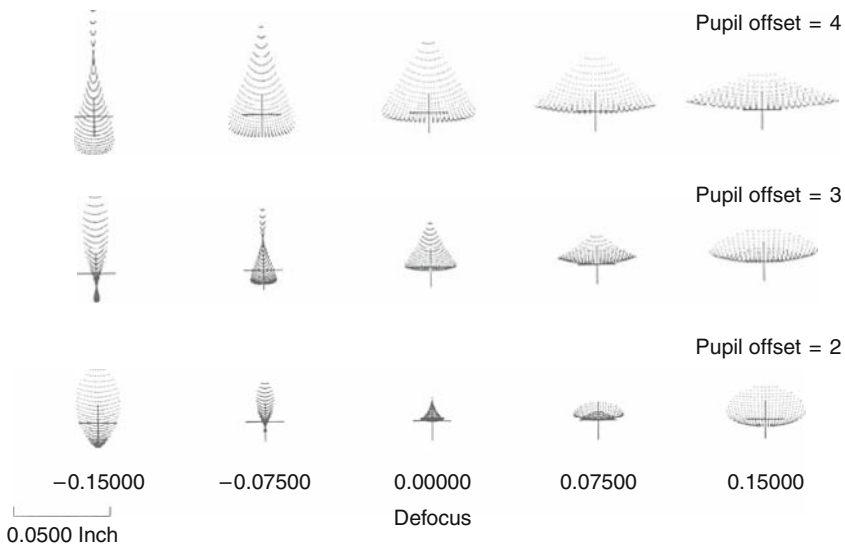 Pupil offset = 4
Pupil offset = 3
Pupil offset = 2
−0.15000 −0.07500 0.00000 0.07500 0.15000
0.0500 Inch
Defocus